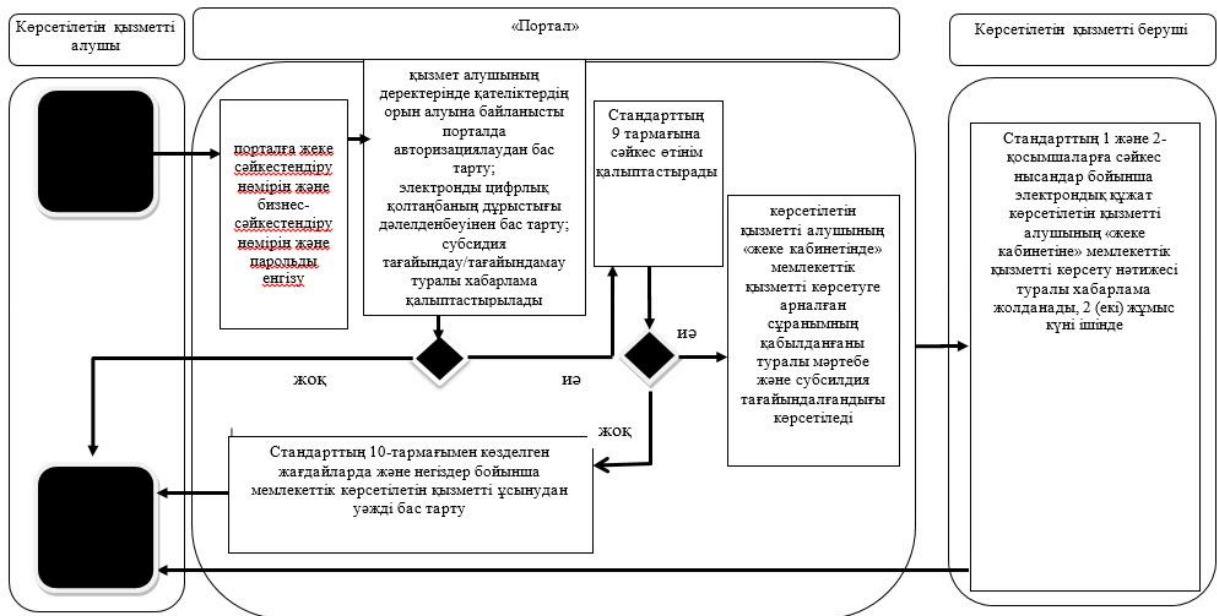 Көрсетілетін қызметті
алушы
«Портал»
Көрсетілетін қызметті беруші
порталға жеке
сәйкестендіру
нөмірін және
бизнес-
сәйкестендіру
нөмірін және
парольды
енгізу
қызмет алушының
деректерінде қателіктердің
орын алуына байланысты
порталда
авторизациялаудан бас
тарту;
электронды цифрлық
қолтаңбаның дұрыстығы
дәлелденбеуінен бас тарту;
субсидия
тағайындау/тағайындамау
туралы хабарлама
қалыптастырылады
Стандарттың
9 тармағына
сәйкес өтінім
қалыптастырады
көрсетілетін
қызметті алушының
«жеке кабинетінде»
мемлекеттік
қызметті көрсетуге
арналған
сұранымның
қабылданғаны
туралы мәртебе
және субсилдия
тағайындалғандығы
көрсетіледі
Стандарттың 1 және 2-
қосымшаларға сәйкес
нысандар бойынша
электрондық құжат
көрсетілетін қызметті
алушының «жеке
кабинетіне» мемлекеттік
қызметті көрсету нәтижесі
туралы хабарлама
жолданады, 2 (екі) жұмыс
күні ішінде
жоқ
иә
иә
жоқ
Стандарттың 10-тармағымен көзделген
жағдайларда және негіздер бойынша
мемлекеттік көрсетілетін қызметті ұсынудан
уәжді бас тарту